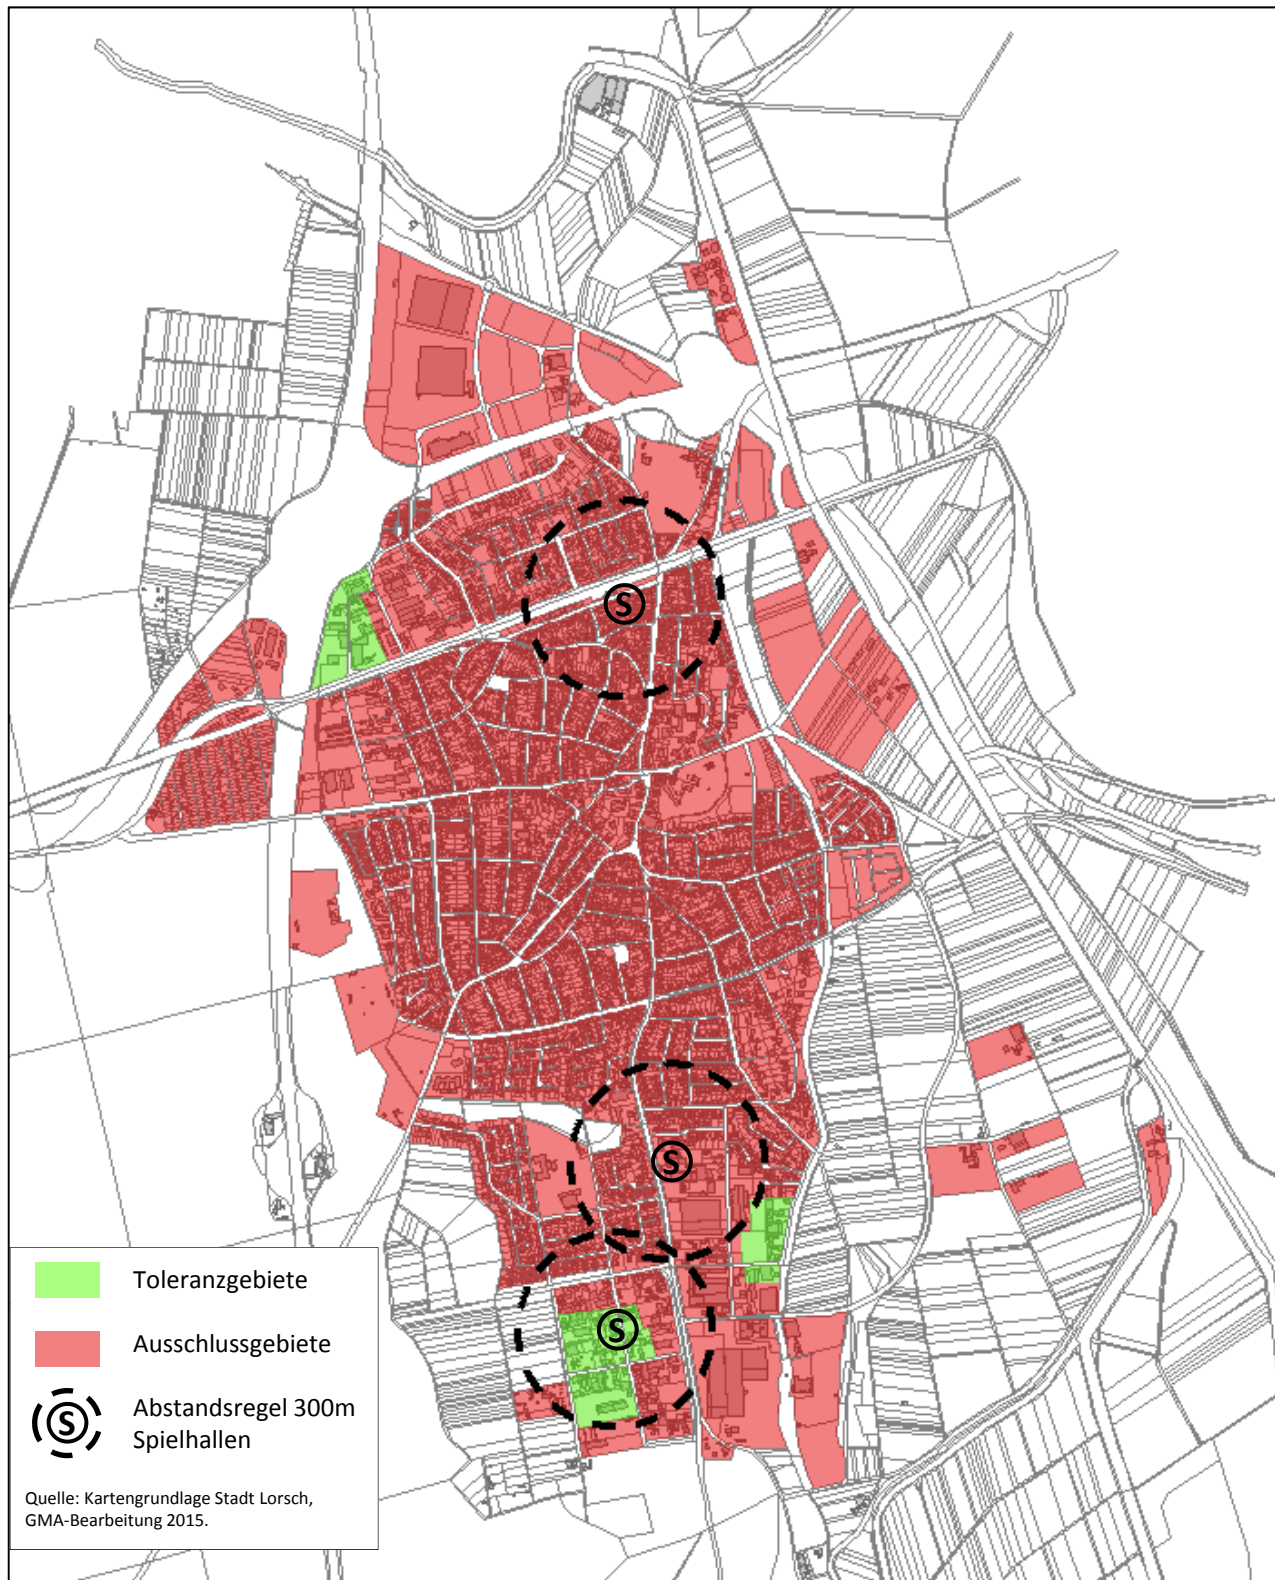 S
S
S
Toleranzgebiete
Ausschlussgebiete
S
Abstandsregel 300m
Spielhallen
Quelle: Kartengrundlage Stadt Lorsch,
GMA-Bearbeitung 2015.